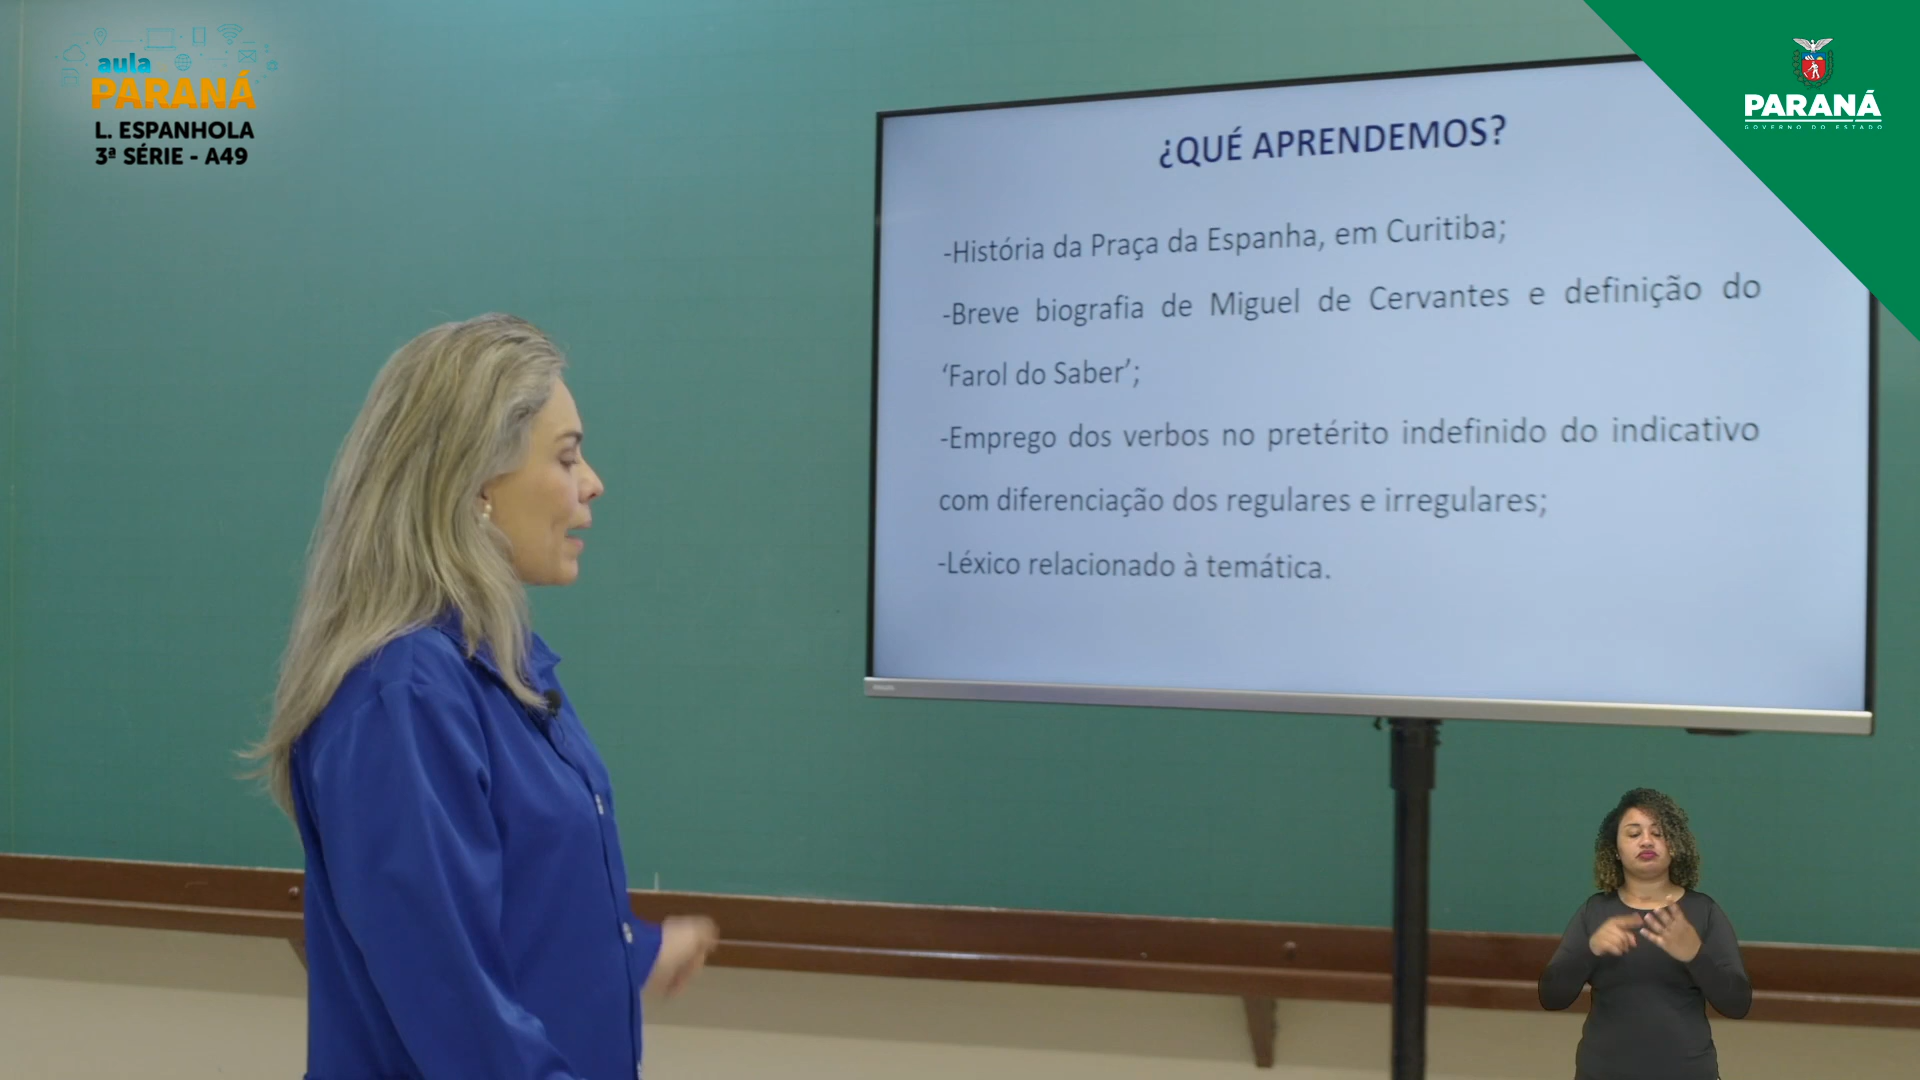 aula
PARANÁ
L. ESPANHOLA
3ª SÉRIE - A49
PARANÁ
GOVERNO DO ESTADO
¿QUÉ APRENDEMOS?
-História da Praça da Espanha, em Curitiba;
-Breve biografia de Miguel de Cervantes e definição do
‘Farol do Saber’;
-Emprego dos verbos no pretérito indefinido do indicativo
com diferenciação dos regulares e irregulares;
-Léxico relacionado à temática.